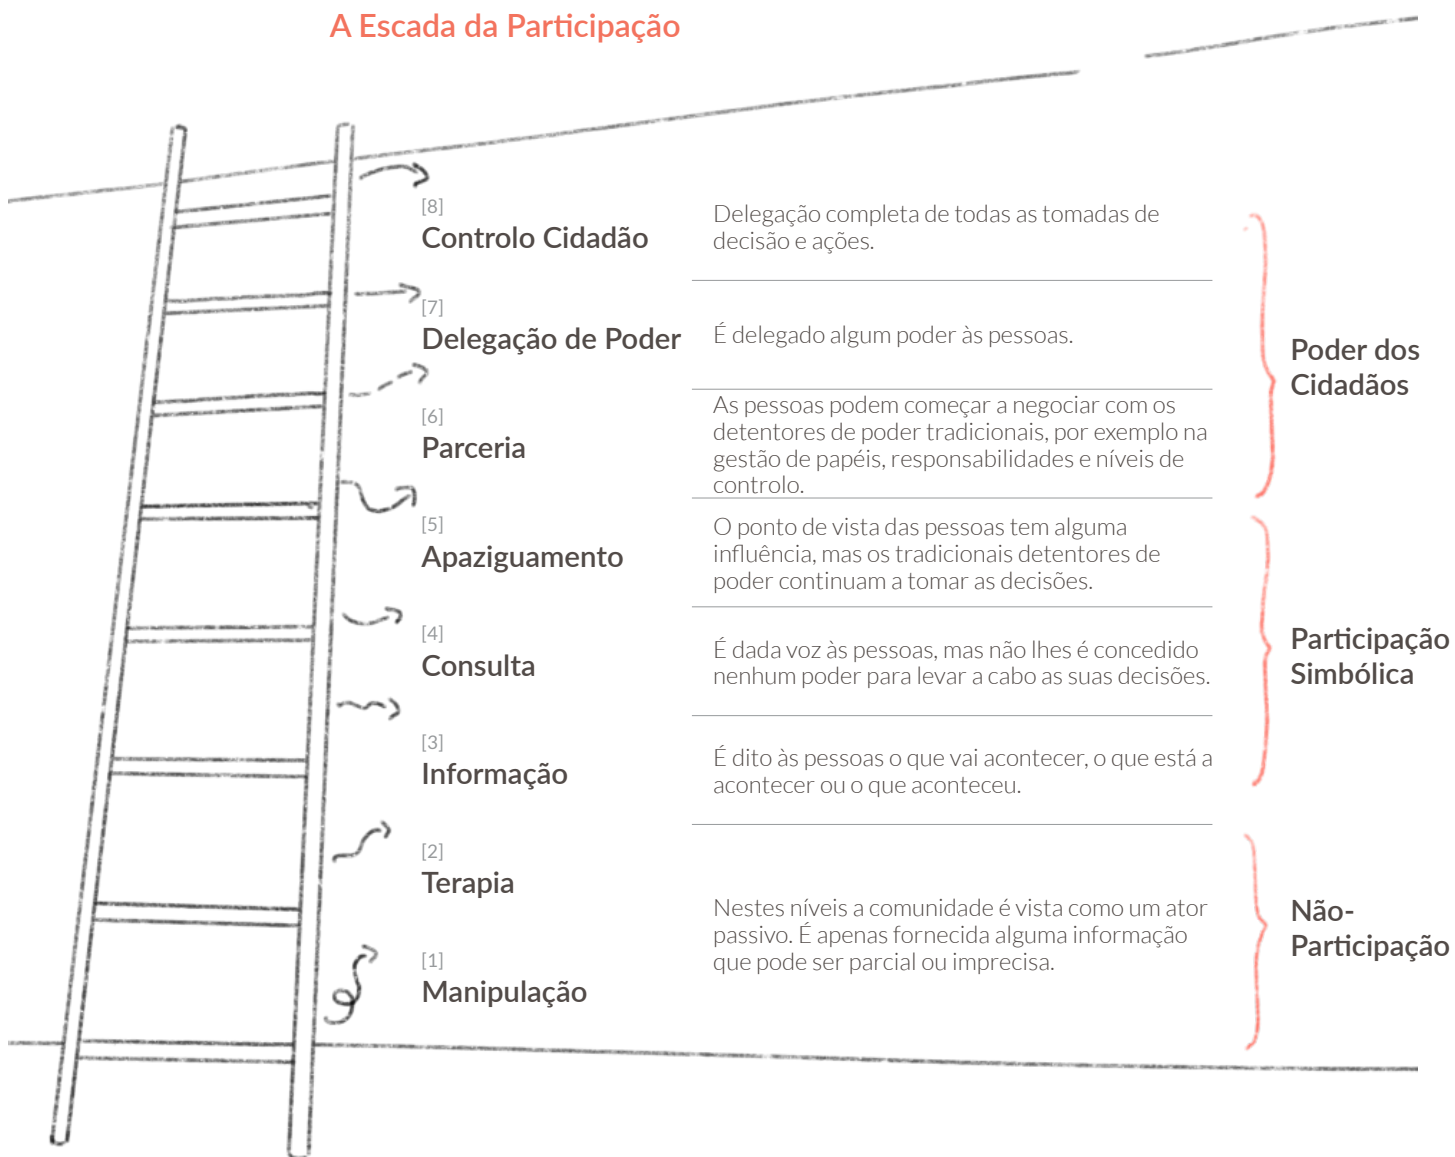 A Escada da Participação
[8]
Controlo Cidadão
Delegação completa de todas as tomadas de
decisão e ações.
[7]
Delegação de Poder
É delegado algum poder às pessoas.
[6]
Parceria
As pessoas podem começar a negociar com os
detentores de poder tradicionais, por exemplo na
gestão de papéis, responsabilidades e níveis de
controlo.
Poder dos
Cidadãos
[5]
Apaziguamento
O ponto de vista das pessoas tem alguma
influência, mas os tradicionais detentores de
poder continuam a tomar as decisões.
[4]
Consulta
É dada voz às pessoas, mas não lhes é concedido
nenhum poder para levar a cabo as suas decisões.
[3]
Informação
É dito às pessoas o que vai acontecer, o que está a
acontecer ou o que aconteceu.
Participação
Simbólica
[2]
Terapia
[1]
Manipulação
Nestes níveis a comunidade é vista como um ator
passivo. É apenas fornecida alguma informação
que pode ser parcial ou imprecisa.
Não-
Participação